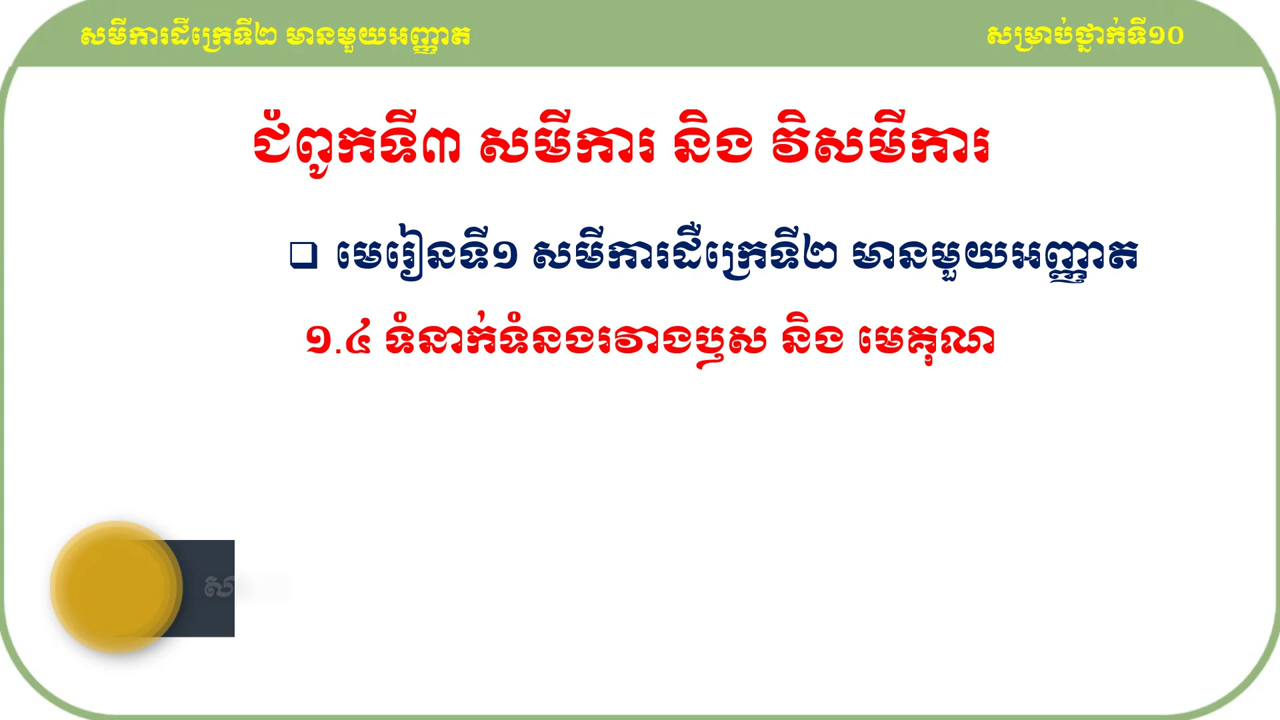 សមីការដឺក្រេទី២ មានមួយអញ្ញាត
សម្រាប់ថ្នាក់ទី១០
ជំពូកទី៣ សមីការ និង វិសមីការ
មេរៀនទី១ សមីការដឺក្រេទី២ មានមួយអញ្ញាត
១.៤ ទំនាក់ទំនងរវាងឫស និង មេគុណ